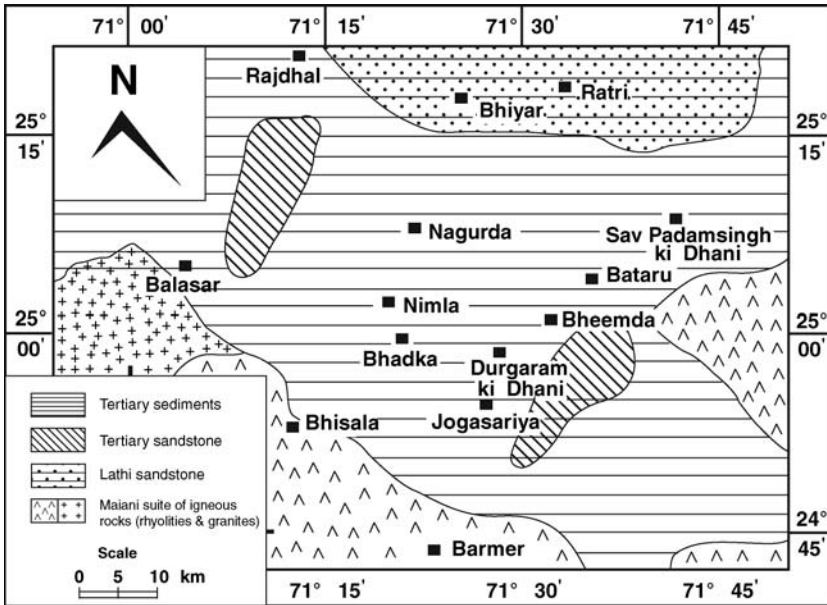 71° 00' 71° 15' 71° 30' 71° 45'
N
Rajdhal
Ratri
Bhiyar
25°
15'
25°
15'
Nagurda
Sav Padamsingh
ki Dhani
Balasar
Bataru
Nimla
Bheemda
25°
00'
25°
00'
Bhadka
Durgaram
ki Dhani
Jogasariya
Bhisala
Tertiary sediments
Tertiary sandstone
Lathi sandstone
Maiani suite of igneous
rocks (rhyolities & granites)
Scale
0 5 10 km
Barmer
24°
45'
71° 15' 71° 30' 71° 45'